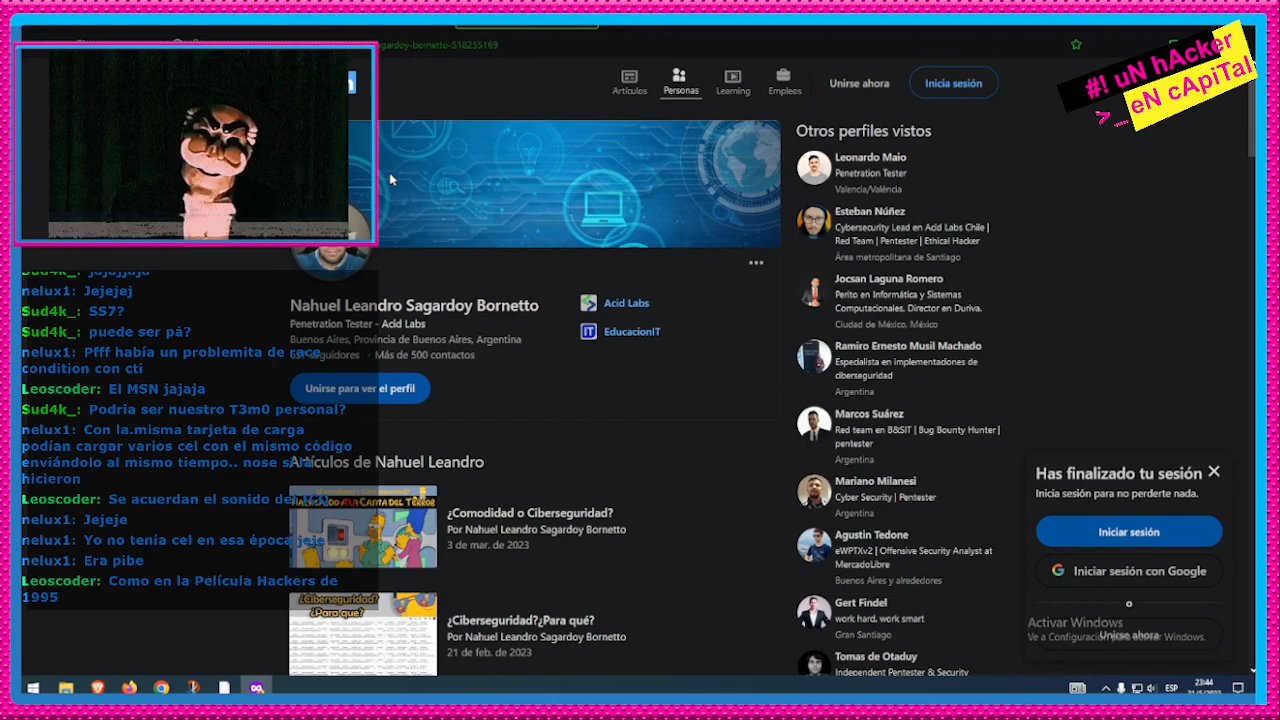 #! uN hAcker
>_ eN cApiTal
agardoy-bornetto-518255169
Artículos
Personas
Learning
Empleos
Unirse ahora
Inicia sesión
Sud4k_: jajajjaja
nelux1: Jejejej
Sud4k_: SS7?
Sud4k_: puede ser pá?
nelux1: Pfff había un problemita de race
condition con cti
Leoscoder: El MSN jajaja
Sud4k_: Podria ser nuestro T3m0 personal?
nelux1: Con la.misma tarjeta de carga
podían cargar varios cel con el mismo código
enviándolo al mismo tiempo.. nose si la
hicieron
Leoscoder: Se acuerdan el sonido del ICQ
nelux1: Jejeje
nelux1: Yo no tenía cel en esa época jeje
nelux1: Era pibe
Leoscoder: Como en la Película Hackers de
1995
Nahuel Leandro Sagardoy Bornetto
Penetration Tester - Acid Labs
Buenos Aires, Provincia de Buenos Aires, Argentina
seguidores · Más de 500 contactos
Unirse para ver el perfil
Acid Labs
IT EducacionIT
Artículos de Nahuel Leandro
¿Comodidad o Ciberseguridad?
¿Comodidad o Ciberseguridad?
Por Nahuel Leandro Sagardoy Bornetto
3 de mar. de 2023
¿Ciberseguridad?
¿Para que?
¿Ciberseguridad?¿Para qué?
Por Nahuel Leandro Sagardoy Bornetto
21 de feb. de 2023
Otros perfiles vistos
Leonardo Maio
Penetration Tester
Valencia/València
Esteban Núñez
Cybersecurity Lead en Acid Labs Chile |
Red Team | Pentester | Ethical Hacker
Área metropolitana de Santiago
Jocsan Laguna Romero
Perito en Informática y Sistemas
Computacionales, Director en Duriva.
Ciudad de México, México
Ramiro Ernesto Musil Machado
Especialista en implementaciones de
ciberseguridad
Argentina
Marcos Suárez
Red team en B&SIT | Bug Bounty Hunter |
pentester
Argentina
Mariano Milanesi
Cyber Security | Pentester
Argentina
Agustin Tedone
eWPTXv2 | Offensive Security Analyst at
MercadoLibre
Buenos Aires y alrededores
Gert Findel
work hard, work smart
Gran Santiago
Tomas de Otaduy
Independent Pentester & Security
Has finalizado tu sesión
Inicia sesión para no perderte nada.
Iniciar sesión
Iniciar sesión con Google
o
Unirse ahora
Activar Windows
Ve a Configuración para activar Windows.
ESP
23:44